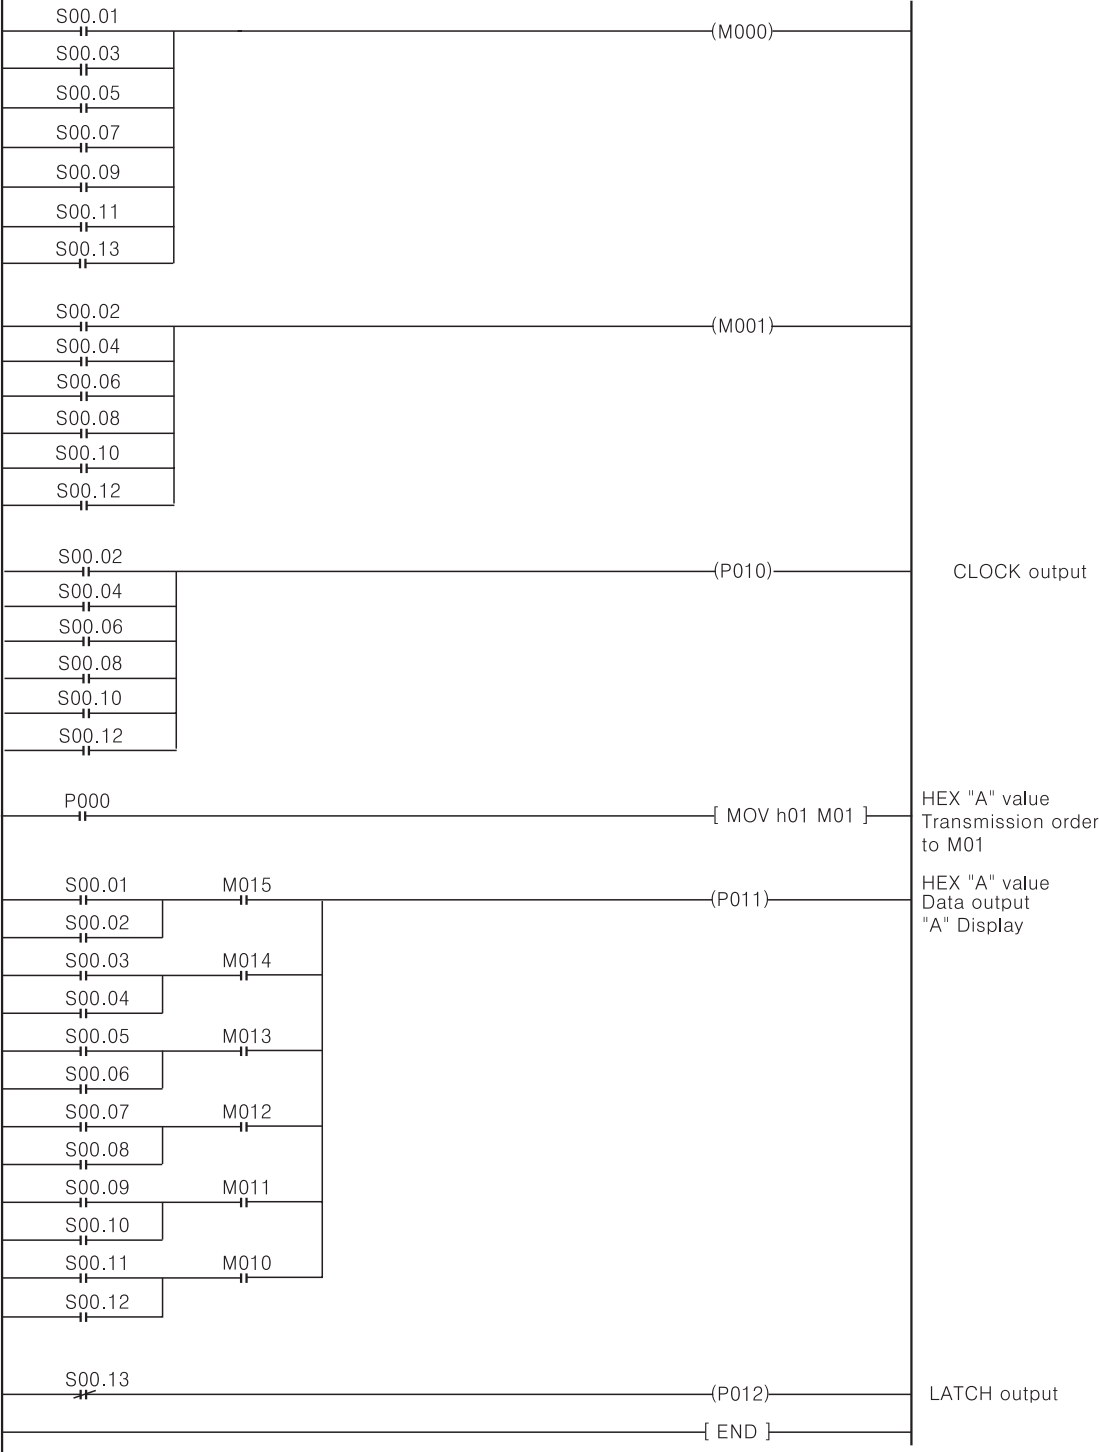 S00.01
(M000)
S00.03
S00.05
S00.07
S00.09
S00.11
S00.13
S00.02
(M001)
S00.04
S00.06
S00.08
S00.10
S00.12
S00.02
(P010)
CLOCK output
S00.04
S00.06
S00.08
S00.10
S00.12
P000
[ MOV h01 M01 ]
HEX "A" value
Transmission order
to M01
S00.01 M015
(P011)
HEX "A" value
Data output
"A" Display
S00.02
S00.03 M014
S00.04
S00.05 M013
S00.06
S00.07 M012
S00.08
S00.09 M011
S00.10
S00.11 M010
S00.12
S00.13
(P012)
LATCH output
[ END ]